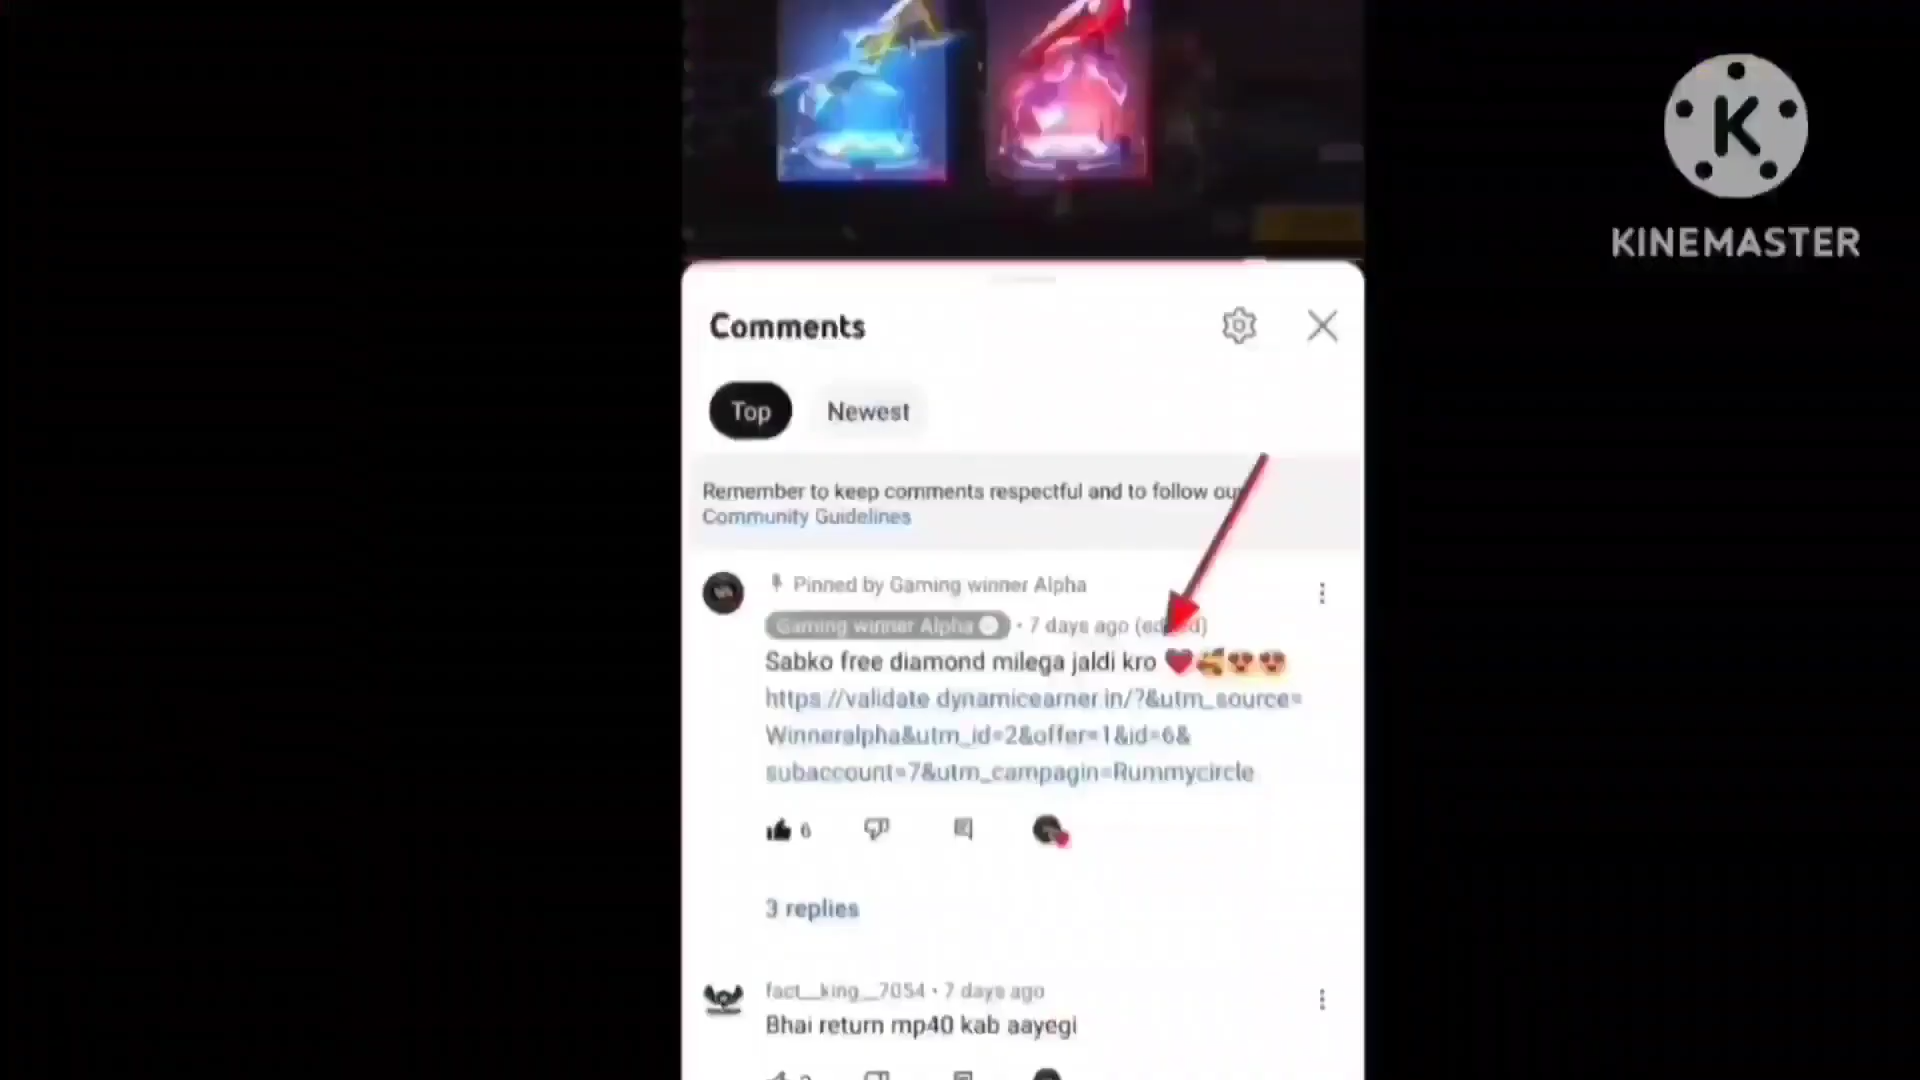 K
KINEMASTER
Comments
Top
Newest
Remember to keep comments respectful and to follow our
Community Guidelines
Pinned by Gaming winner Alpha
Gaming winner Alpha • 7 days ago (edited)
Sabko free diamond milega jaldi kro ❤️🥰😍😍
https://validate.dynamicearner.in/?&utm_source=
Winneralpha&utm_id=2&offer=1&id=6&
subaccount=7&utm_campagin=Rummycircle
6
3 replies
fact__king__7054 • 7 days ago
Bhai return mp40 kab aayegi